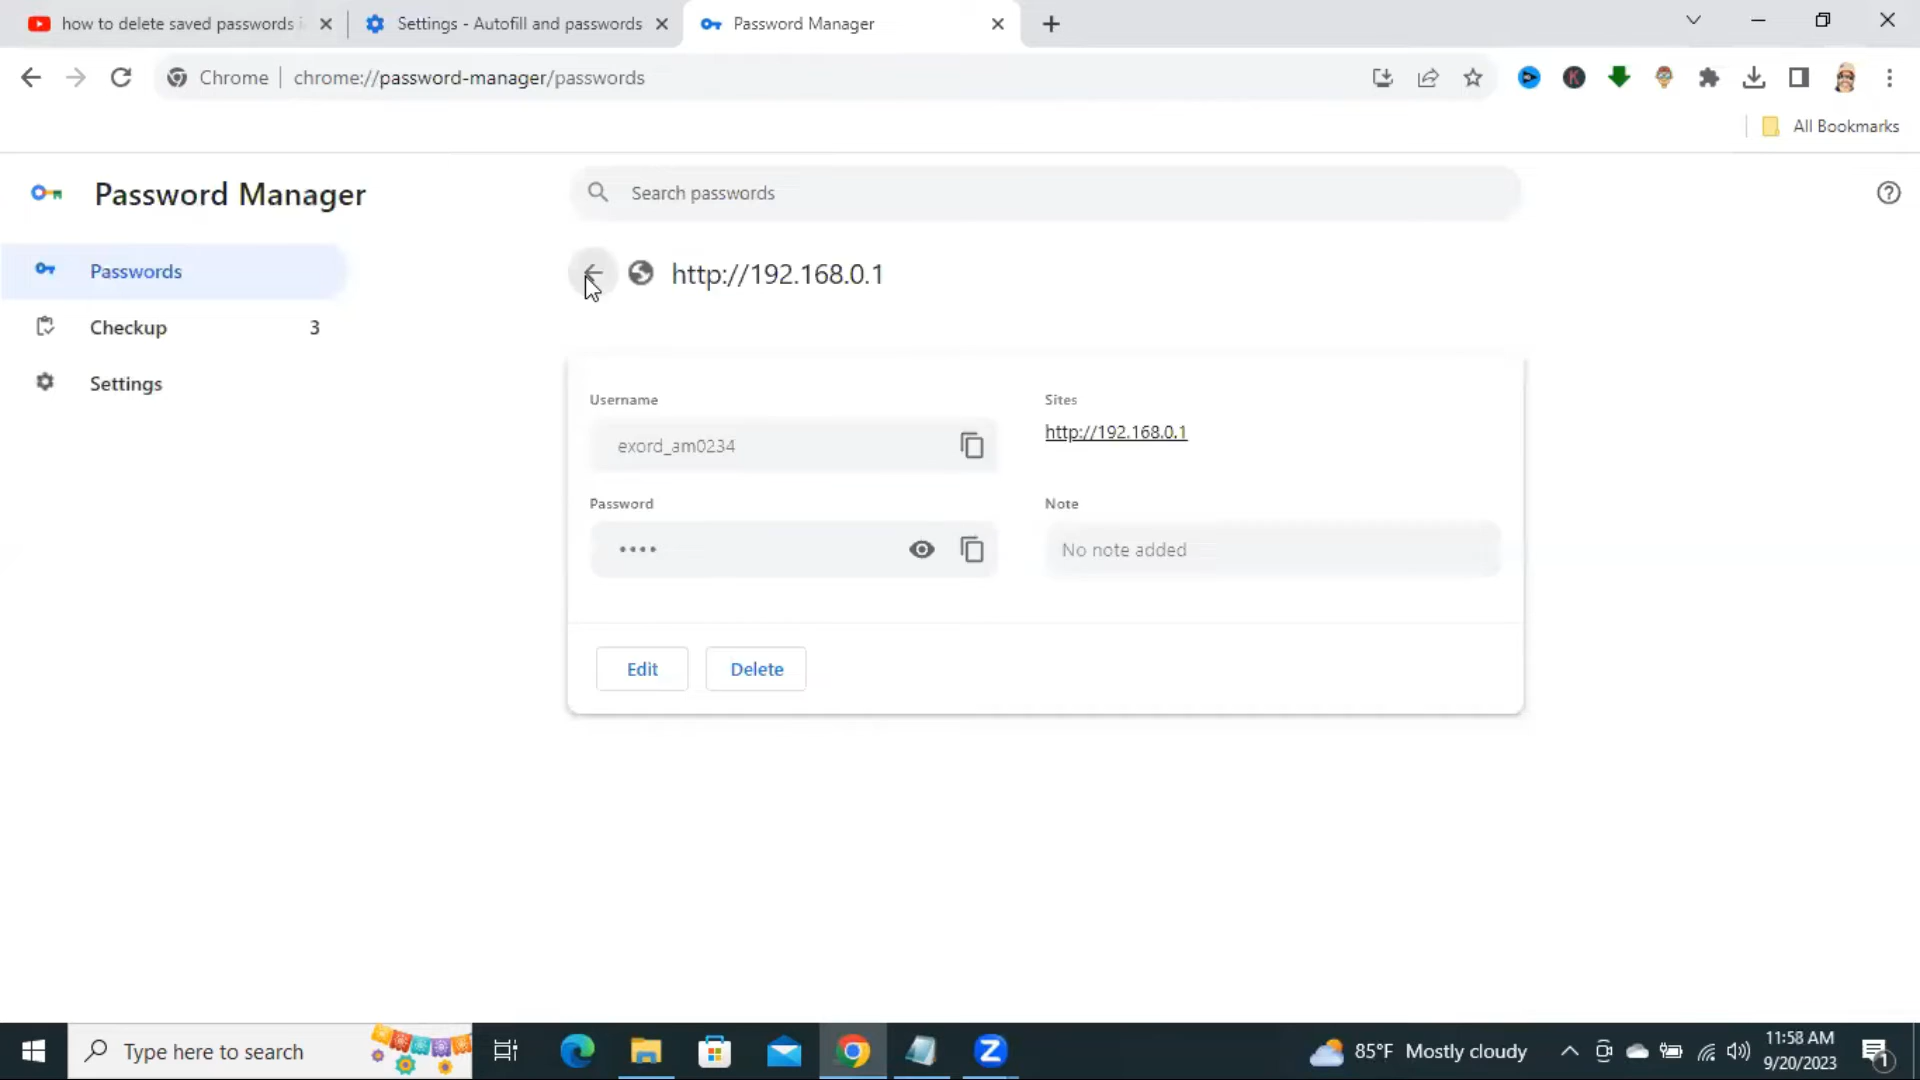 how to delete saved passwords
Settings - Autofill and passwords
Password Manager
Chrome
chrome://password-manager/passwords
K
All Bookmarks
Password Manager
Search passwords
Passwords
http://192.168.0.1
Checkup 3
Settings
Username
Sites
exord_am0234
http://192.168.0.1
Password
Note
••••
No note added
Edit
Delete
Type here to search
Z
85°F Mostly cloudy
11:58 AM
9/20/2023
1